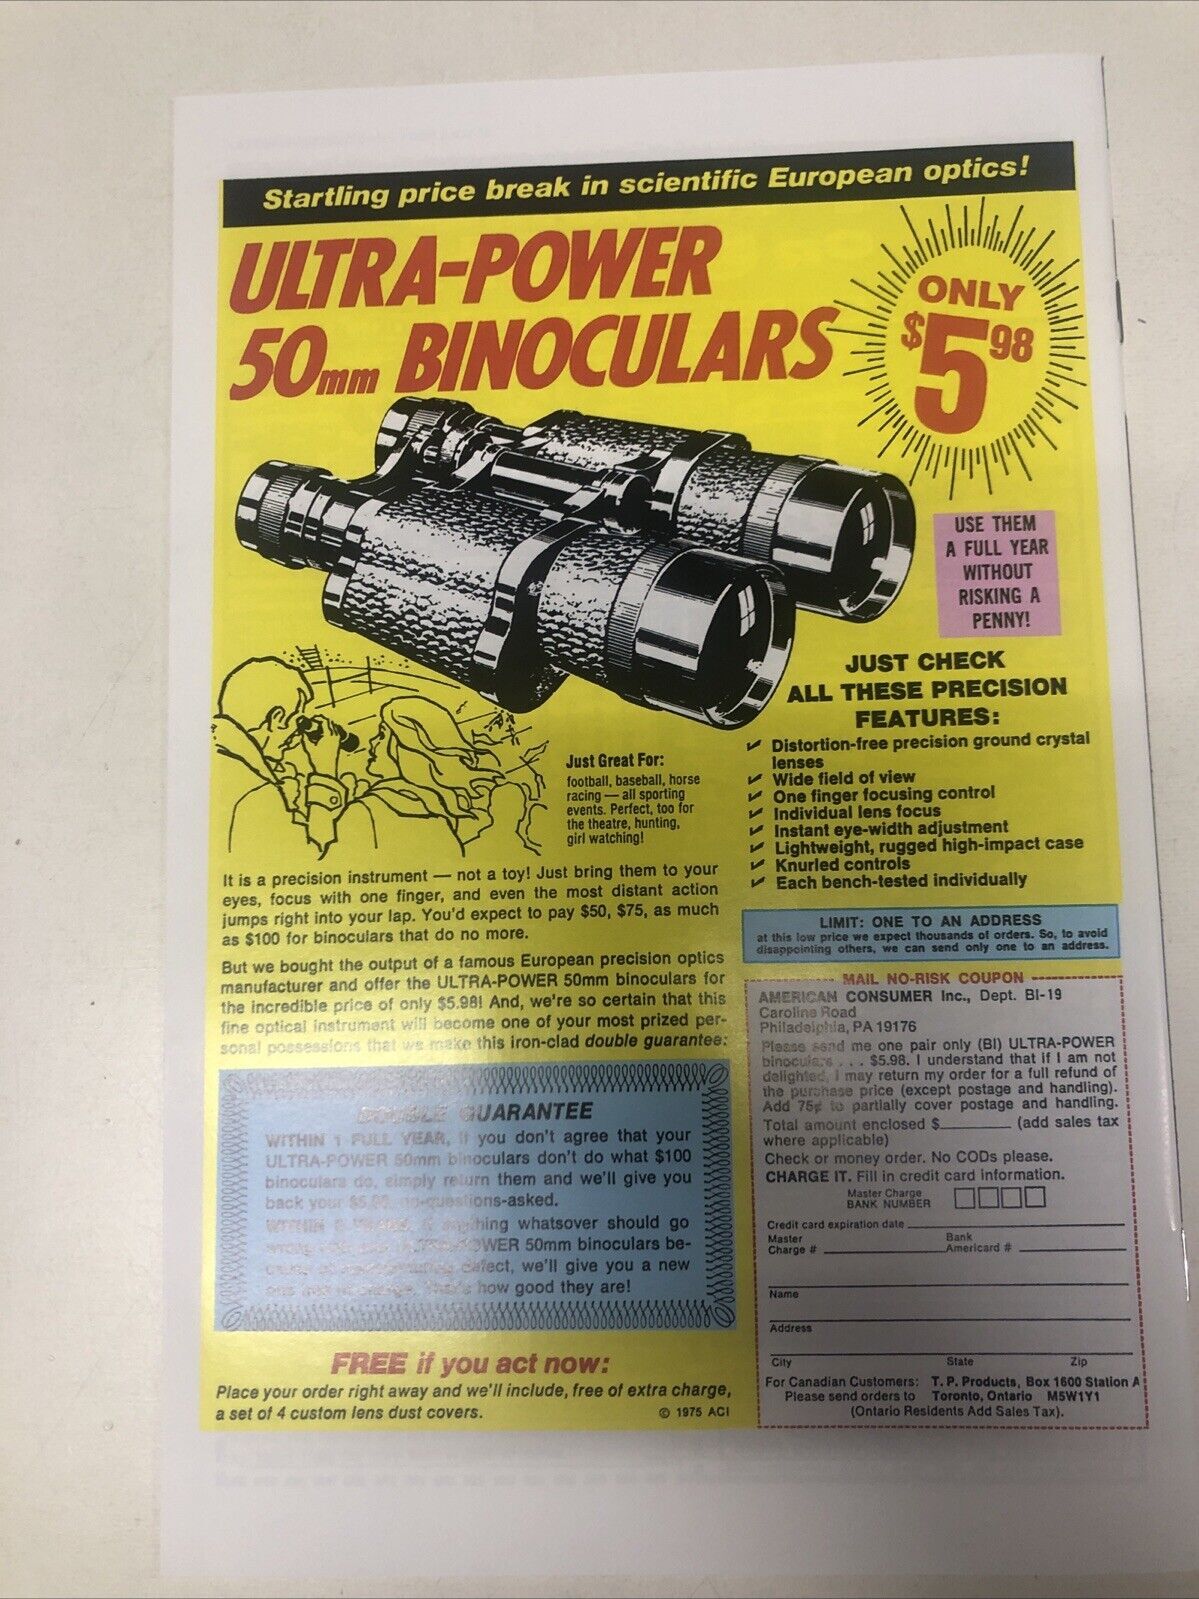 Startling price break in scientific European optics!
ULTRA-POWER
50mm BINOCULARS
ONLY
$5 98
USE THEM
A FULL YEAR
WITHOUT
RISKING A
PENNY!
JUST CHECK
ALL THESE PRECISION
FEATURES:
✓ Distortion-free precision ground crystal
lenses
✓ Wide field of view
✓ One finger focusing control
✓ Individual lens focus
✓ Instant eye-width adjustment
✓ Lightweight, rugged high-impact case
✓ Knurled controls
✓ Each bench-tested individually
Just Great For:
football, baseball, horse
racing — all sporting
events. Perfect, too for
the theatre, hunting,
girl watching!
It is a precision instrument — not a toy! Just bring them to your
eyes, focus with one finger, and even the most distant action
jumps right into your lap. You'd expect to pay $50, $75, as much
as $100 for binoculars that do no more.
But we bought the output of a famous European precision optics
manufacturer and offer the ULTRA-POWER 50mm binoculars for
the incredible price of only $5.98! And, we're so certain that this
fine optical instrument will become one of your most prized per-
sonal possessions that we make this iron-clad double guarantee:
DOUBLE GUARANTEE
WITHIN 1 FULL YEAR, if you don't agree that your
ULTRA-POWER 50mm binoculars don't do what $100
binoculars do, simply return them and we'll give you
back your $5.98, no-questions-asked.
WITHIN anything whatsover should go
wrong ULTRA-POWER 50mm binoculars be-
defect, we'll give you a new
That's how good they are!
FREE if you act now:
Place your order right away and we'll include, free of extra charge,
a set of 4 custom lens dust covers.
© 1975 ACI
LIMIT: ONE TO AN ADDRESS
at this low price we expect thousands of orders. So, to avoid
disappointing others, we can send only one to an address.
MAIL NO-RISK COUPON
AMERICAN CONSUMER Inc., Dept. BI-19
Caroline Road
Philadelphia, PA 19176
Please send me one pair only (BI) ULTRA-POWER
binoculars . . . $5.98. I understand that if I am not
delighted, I may return my order for a full refund of
the purchase price (except postage and handling).
Add 75¢ to partially cover postage and handling.
Total amount enclosed $ (add sales tax
where applicable)
Check or money order. No CODs please.
CHARGE IT. Fill in credit card information.
Master Charge
BANK NUMBER
Credit card expiration date
Master
Charge #
Bank
Americard #
Name
Address
City State Zip
For Canadian Customers: T. P. Products, Box 1600 Station A
Please send orders to Toronto, Ontario M5W1Y1
(Ontario Residents Add Sales Tax).